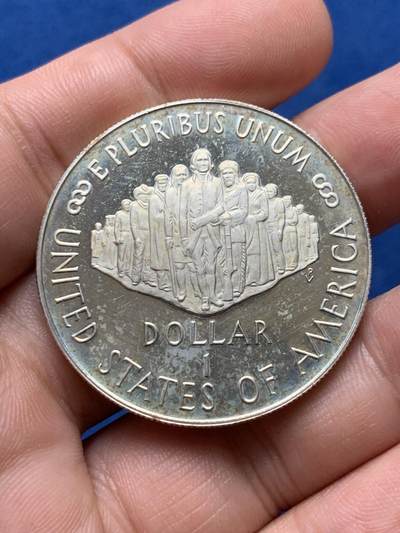 E PLURIBUS UNUM
DOLLAR
1
UNITED STATES OF AMERICA